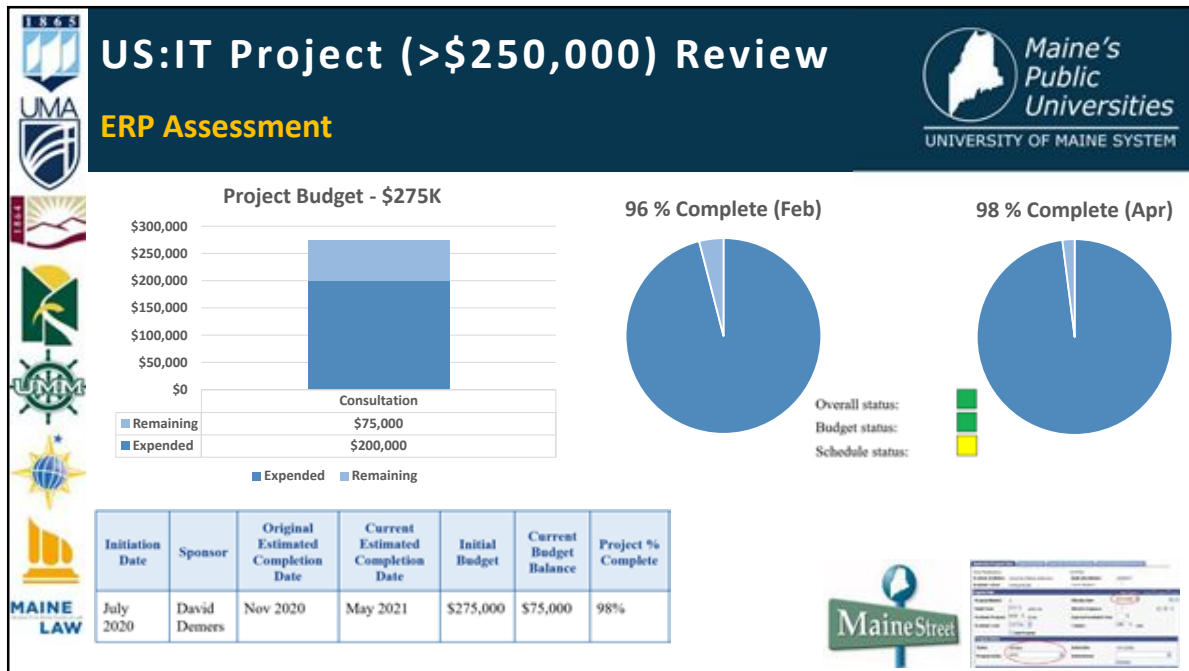 1865
US:IT Project (>$250,000) Review
ERP Assessment
Maine's
Public
Universities
UNIVERSITY OF MAINE SYSTEM
UMA
1864
UMM
MAINE
LAW
Project Budget - $275K
$300,000
$250,000
$200,000
$150,000
$100,000
$50,000
$0
Consultation
Remaining $75,000
Expended $200,000
Expended Remaining
96 % Complete (Feb)
98 % Complete (Apr)
Overall status:
Budget status:
Schedule status:
Initiation Date Sponsor Original Estimated Completion Date Current Estimated Completion Date Initial Budget Current Budget Balance Project % Complete
July 2020 David Demers Nov 2020 May 2021 $275,000 $75,000 98%
MaineStreet